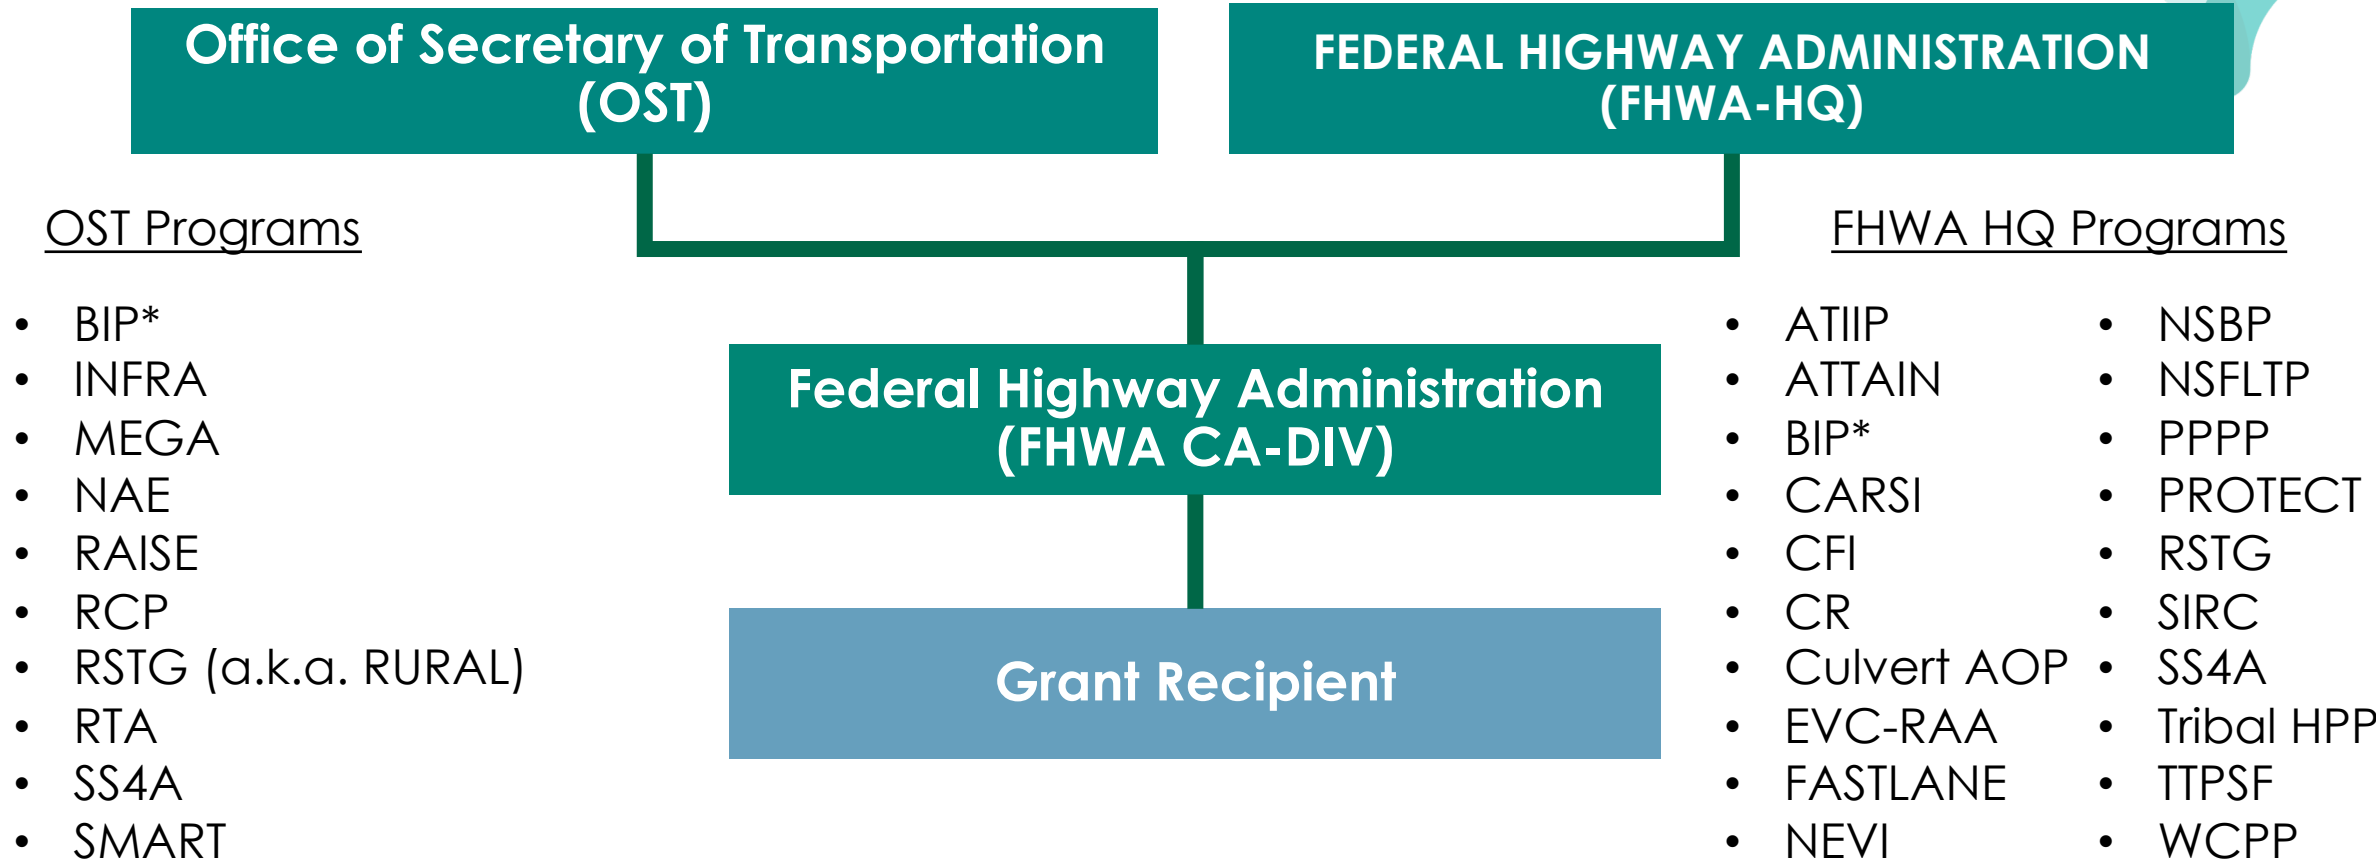 Office of Secretary of Transportation
(OST)
FEDERAL HIGHWAY ADMINISTRATION
(FHWA-HQ)
OST Programs
• BIP*
• INFRA
• MEGA
• NAE
• RAISE
• RCP
• RSTG (a.k.a. RURAL)
• RTA
• SS4A
• SMART
Federal Highway Administration
(FHWA CA-DIV)
Grant Recipient
FHWA HQ Programs
• ATIIP
• ATTAIN
• BIP*
• CARSI
• CFI
• CR
• Culvert AOP
• EVC-RAA
• FASTLANE
• NEVI
• NSBP
• NSFLTP
• PPPP
• PROTECT
• RSTG
• SIRC
• SS4A
• Tribal HPP
• TTPSF
• WCPP